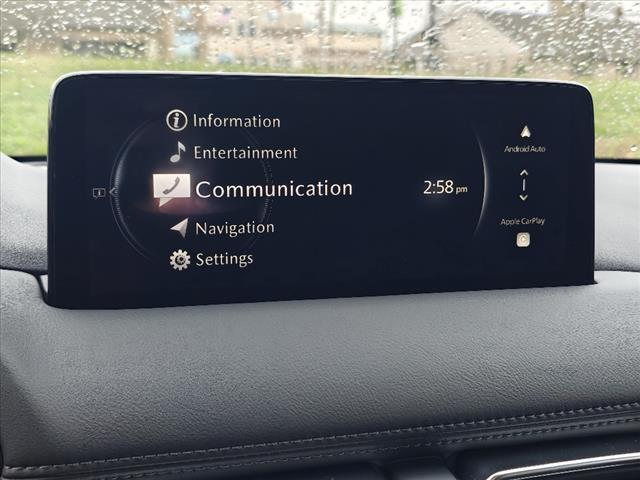 Information
Entertainment
Communication
2:58 pm
Navigation
Settings
Android Auto
Apple CarPlay